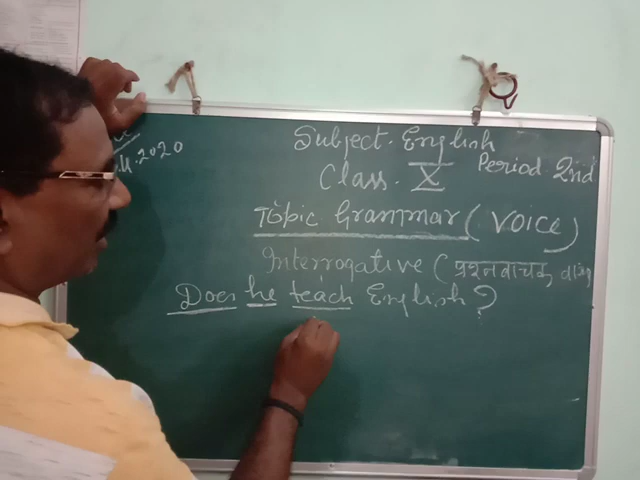 2020
Subject. English
Class. X Period 2nd
Topic Grammar (Voice)
Interrogative (प्रश्नवाचक
Does he teach English?